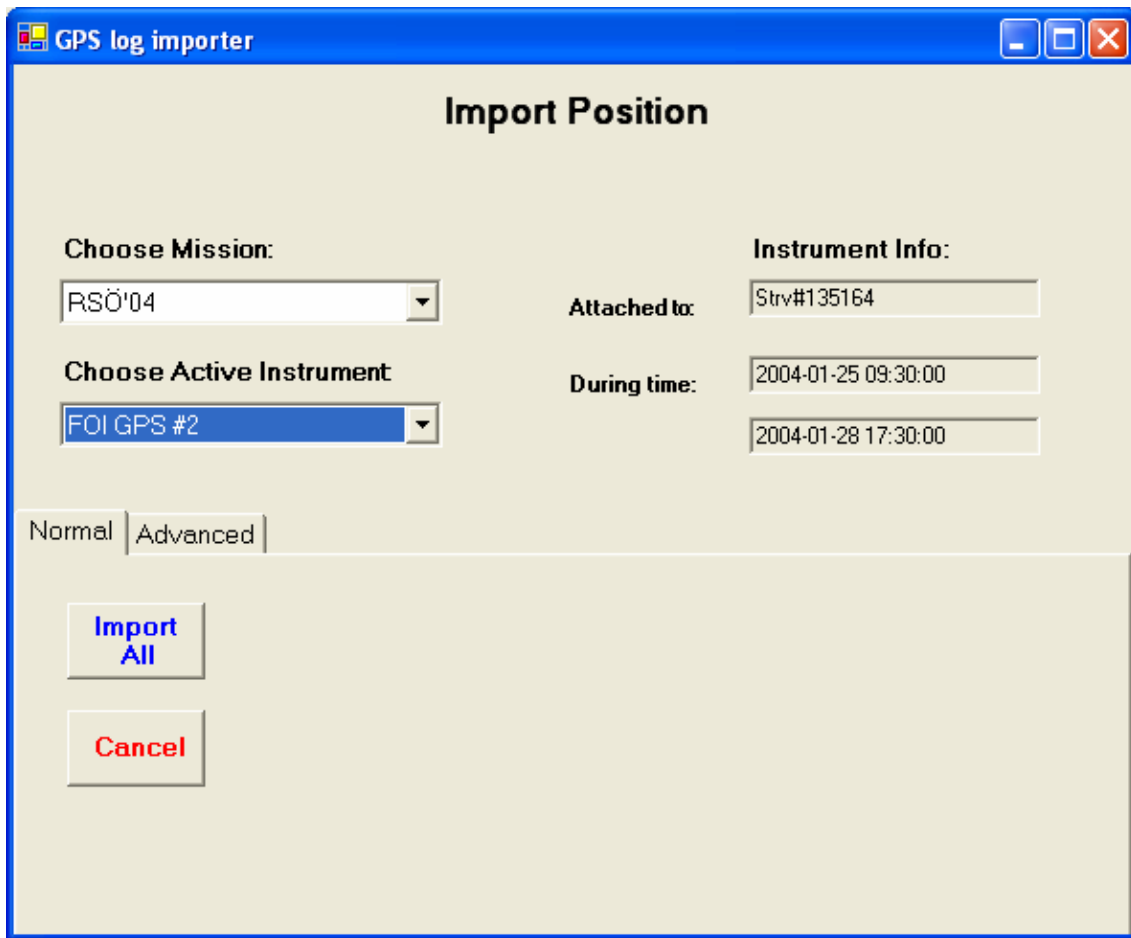 GPS log importer
Import Position
Choose Mission:
Instrument Info:
RSÖ'04
Attached to:
Strv#135164
Choose Active Instrument
During time:
2004-01-25 09:30:00
FOI GPS #2
2004-01-28 17:30:00
Normal
Advanced
Import
All
Cancel